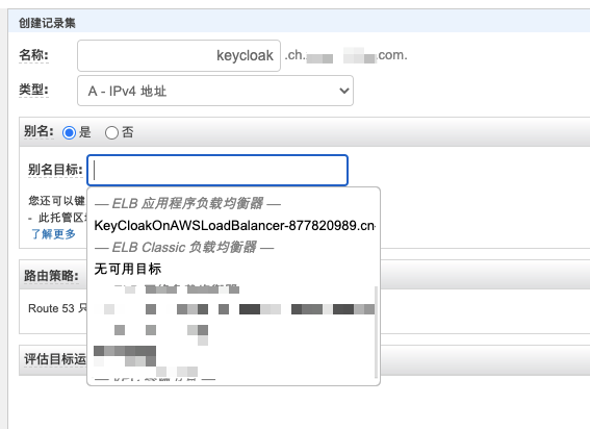 创建记录集
名称: keycloak .ch. com.
类型: A - IPv4 地址
别名: 是 否
别名目标:
您还可以键
— ELB 应用程序负载均衡器 —
- 此托管区
KeyCloakOnAWSLoadBalancer-877820989.cn-
了解更多
— ELB Classic 负载均衡器 —
无可用目标
路由策略:
Route 53 只
评估目标运